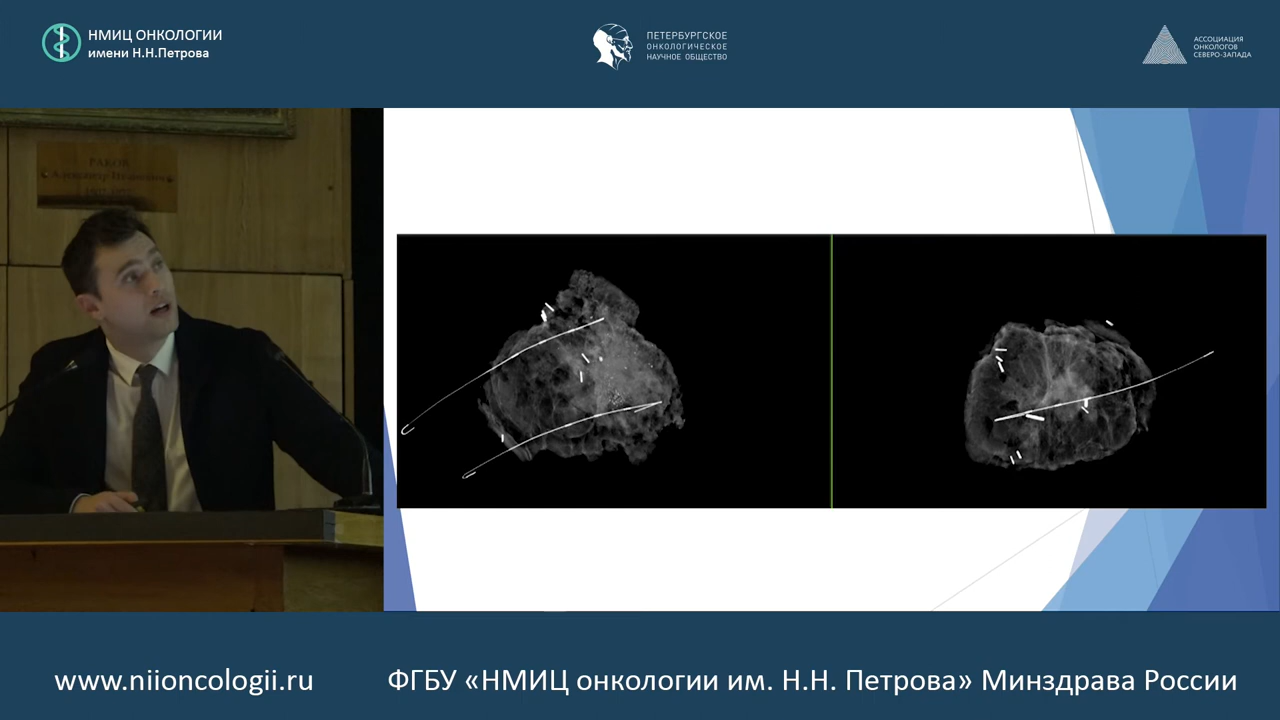 НМИЦ ОНКОЛОГИИ
имени Н.Н.Петрова
ПЕТЕРБУРГСКОЕ
ОНКОЛОГИЧЕСКОЕ
НАУЧНОЕ ОБЩЕСТВО
АССОЦИАЦИЯ
ОНКОЛОГОВ
СЕВЕРО-ЗАПАДА
РАКОВ
www.niioncologii.ru
ФГБУ «НМИЦ онкологии им. Н.Н. Петрова» Минздрава России